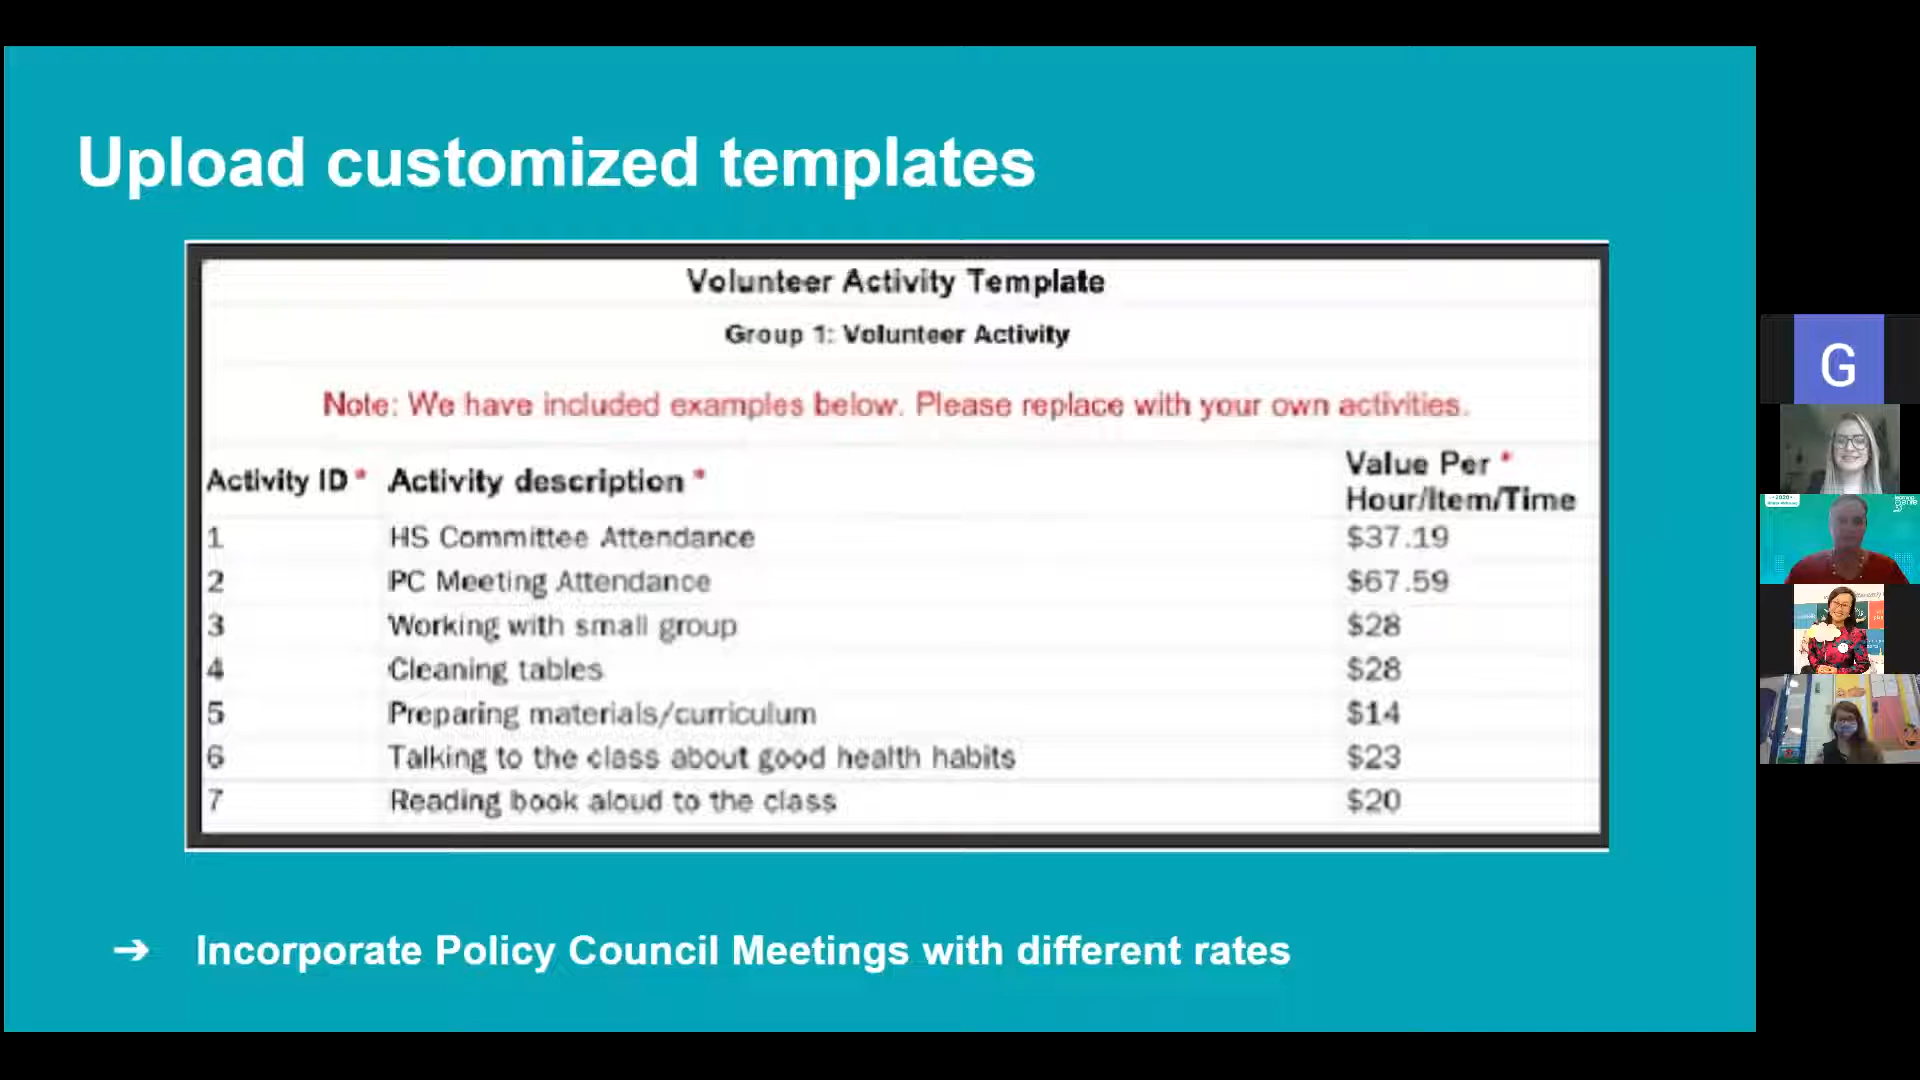 Upload customized templates
Volunteer Activity Template
Group 1: Volunteer Activity
Note: We have included examples below. Please replace with your own activities.
Activity ID * Activity description * Value Per *
Hour/Item/Time
1 HS Committee Attendance $37.19
2 PC Meeting Attendance $67.59
3 Working with small group $28
4 Cleaning tables $28
5 Preparing materials/curriculum $14
6 Talking to the class about good health habits $23
7 Reading book aloud to the class $20
➔ Incorporate Policy Council Meetings with different rates
G
2020